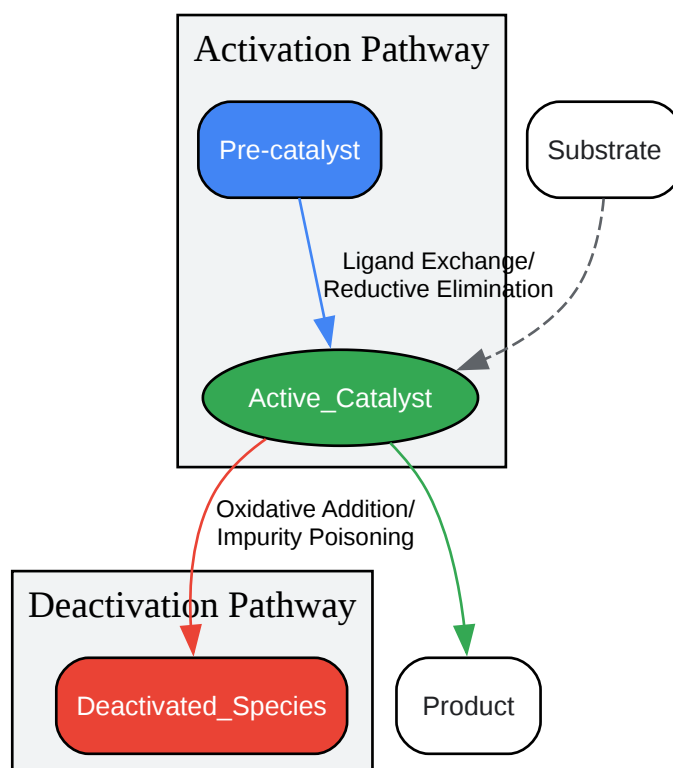 Activation Pathway
Pre-catalyst
Substrate
Ligand Exchange/
Reductive Elimination
Active_Catalyst
Oxidative Addition/
Impurity Poisoning
Deactivation Pathway
Deactivated_Species
Product